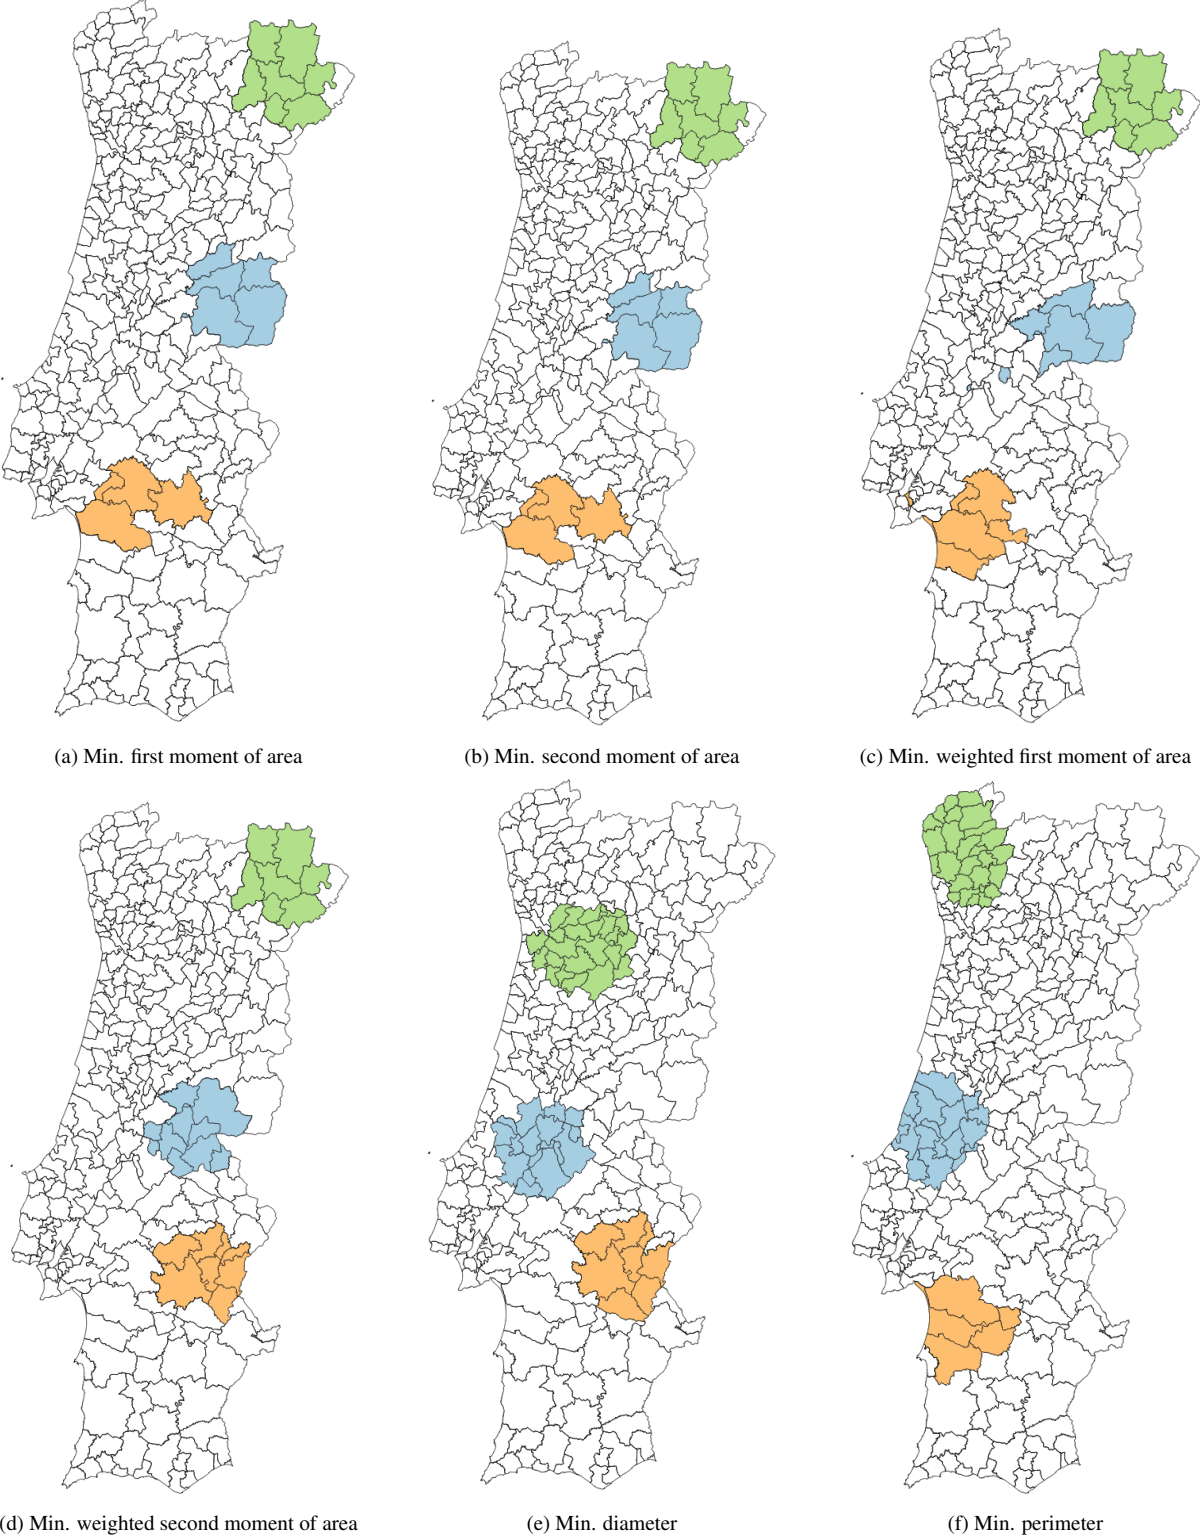 (a) Min. first moment of area
(b) Min. second moment of area
(c) Min. weighted first moment of area
(d) Min. weighted second moment of area
(e) Min. diameter
(f) Min. perimeter